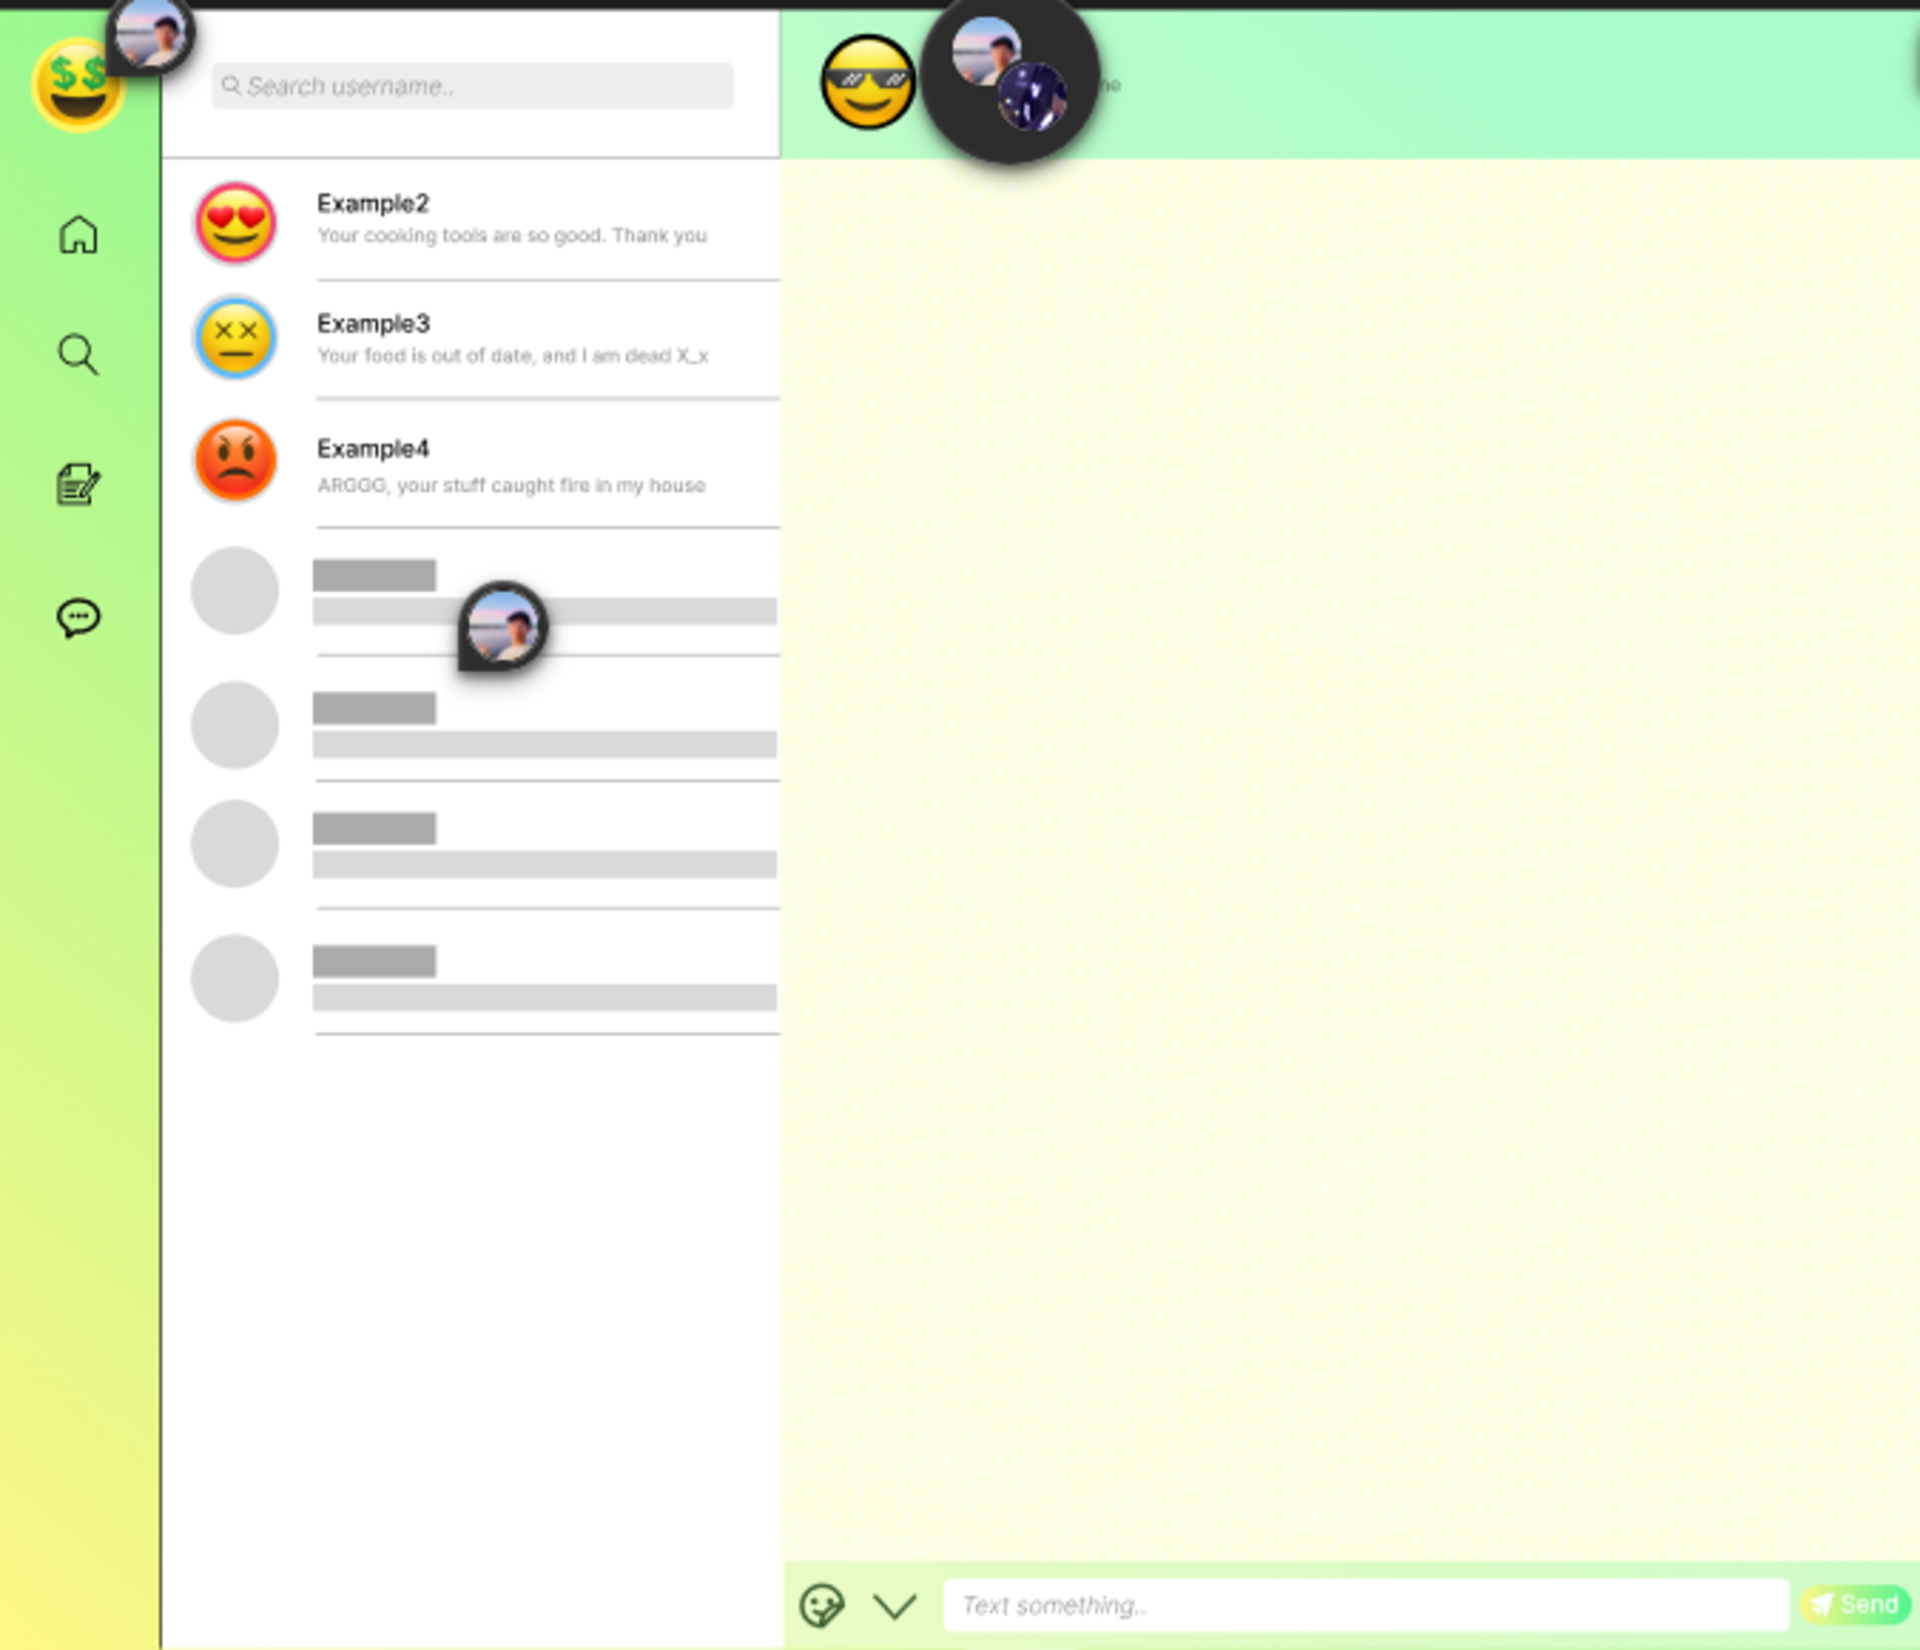 Search username..
Example2
Your cooking tools are so good. Thank you
Example3
Your food is out of date, and I am dead X_x
Example4
ARGGG, your stuff caught fire in my house
Text something..
Send